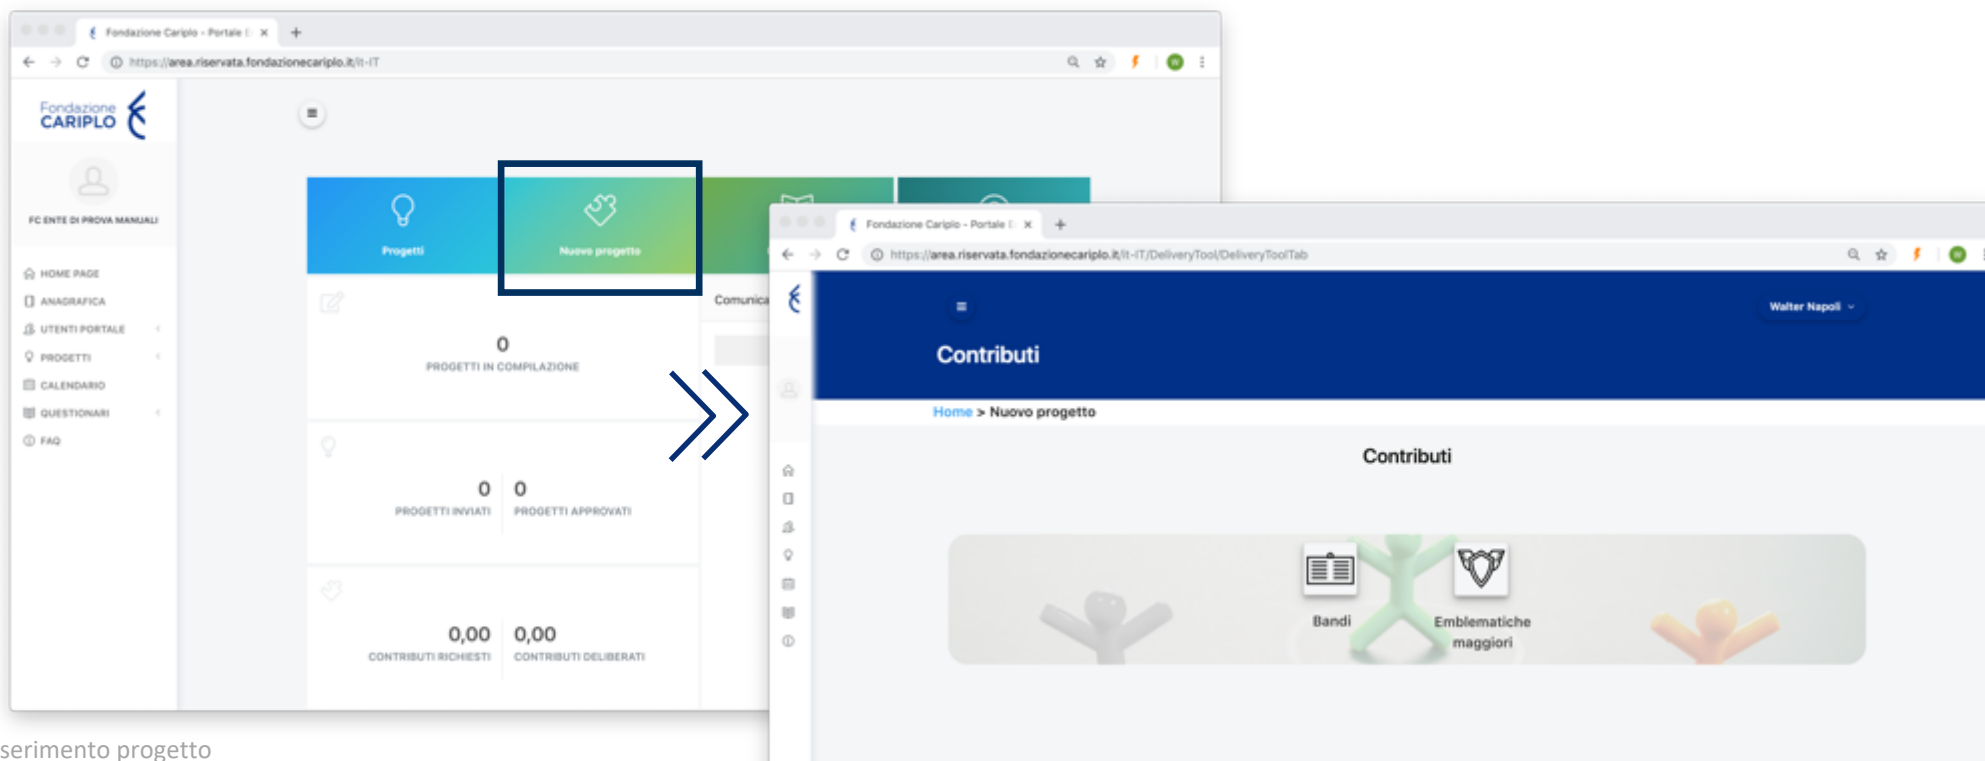 Fondazione Cariplo - Portale
https://area.riservata.fondazionecariplo.it/it-IT
Fondazione
CARIPLO
FC ENTE DI PROVA MANUALI
HOME PAGE
ANAGRAFICA
UTENTI PORTALE
PROGETTI
CALENDARIO
QUESTIONARI
FAQ
Progetti
Nuovo progetto
0
PROGETTI IN COMPILAZIONE
Comunica
0 0
PROGETTI INVIATI PROGETTI APPROVATI
0,00 0,00
CONTRIBUTI RICHIESTI CONTRIBUTI DELIBERATI
Fondazione Cariplo - Portale
https://area.riservata.fondazionecariplo.it/it-IT/DeliveryTool/DeliveryToolTab
Walter Napoli
Contributi
Home > Nuovo progetto
Contributi
Bandi
Emblematiche
maggiori
serimento progetto